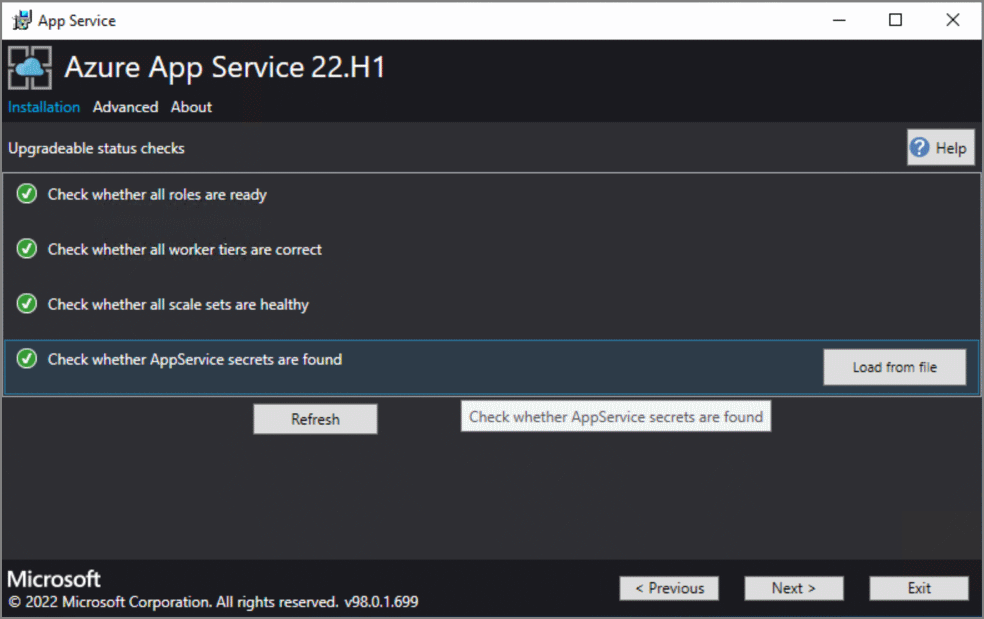 App Service
Azure App Service 22.H1
Installation Advanced About
Upgradeable status checks
Help
Check whether all roles are ready
Check whether all worker tiers are correct
Check whether all scale sets are healthy
Check whether AppService secrets are found
Load from file
Refresh
Check whether AppService secrets are found
Microsoft
© 2022 Microsoft Corporation. All rights reserved. v98.0.1.699
< Previous
Next >
Exit